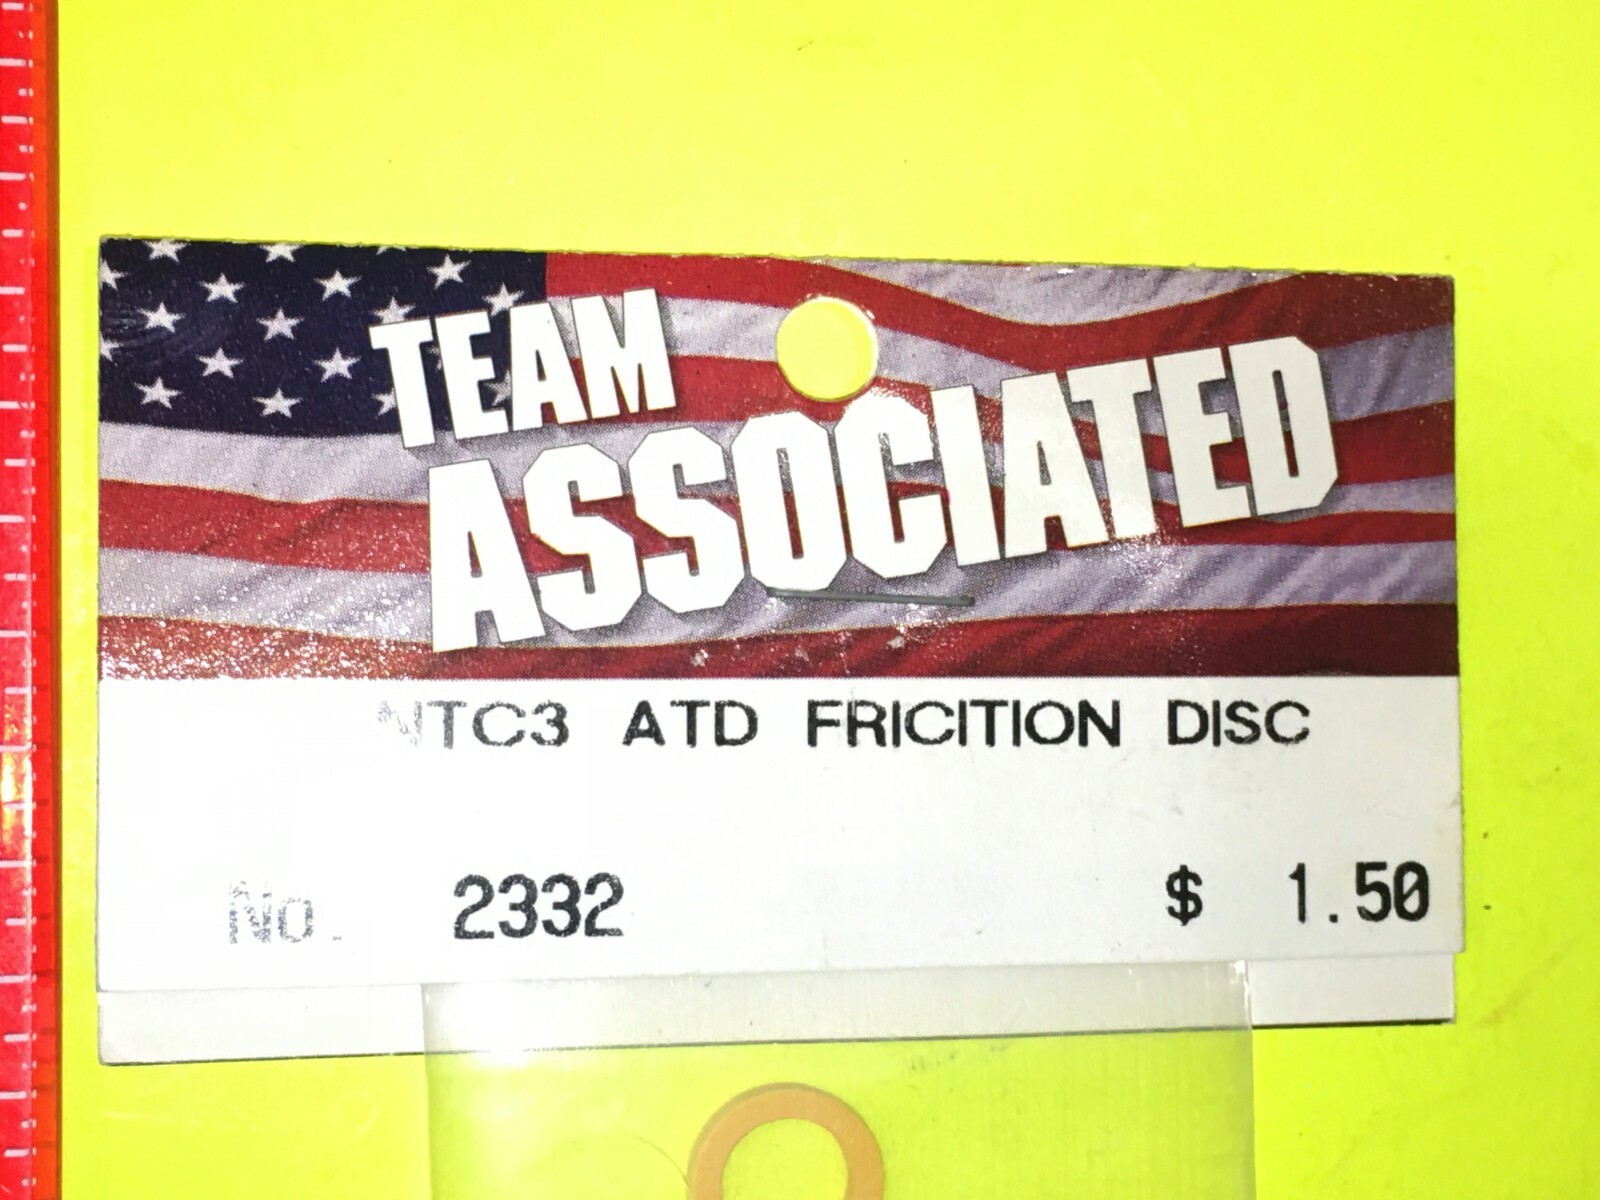 TEAM
ASSOCIATED
NTC3 ATD FRICITION DISC
No. 2332 $ 1.50